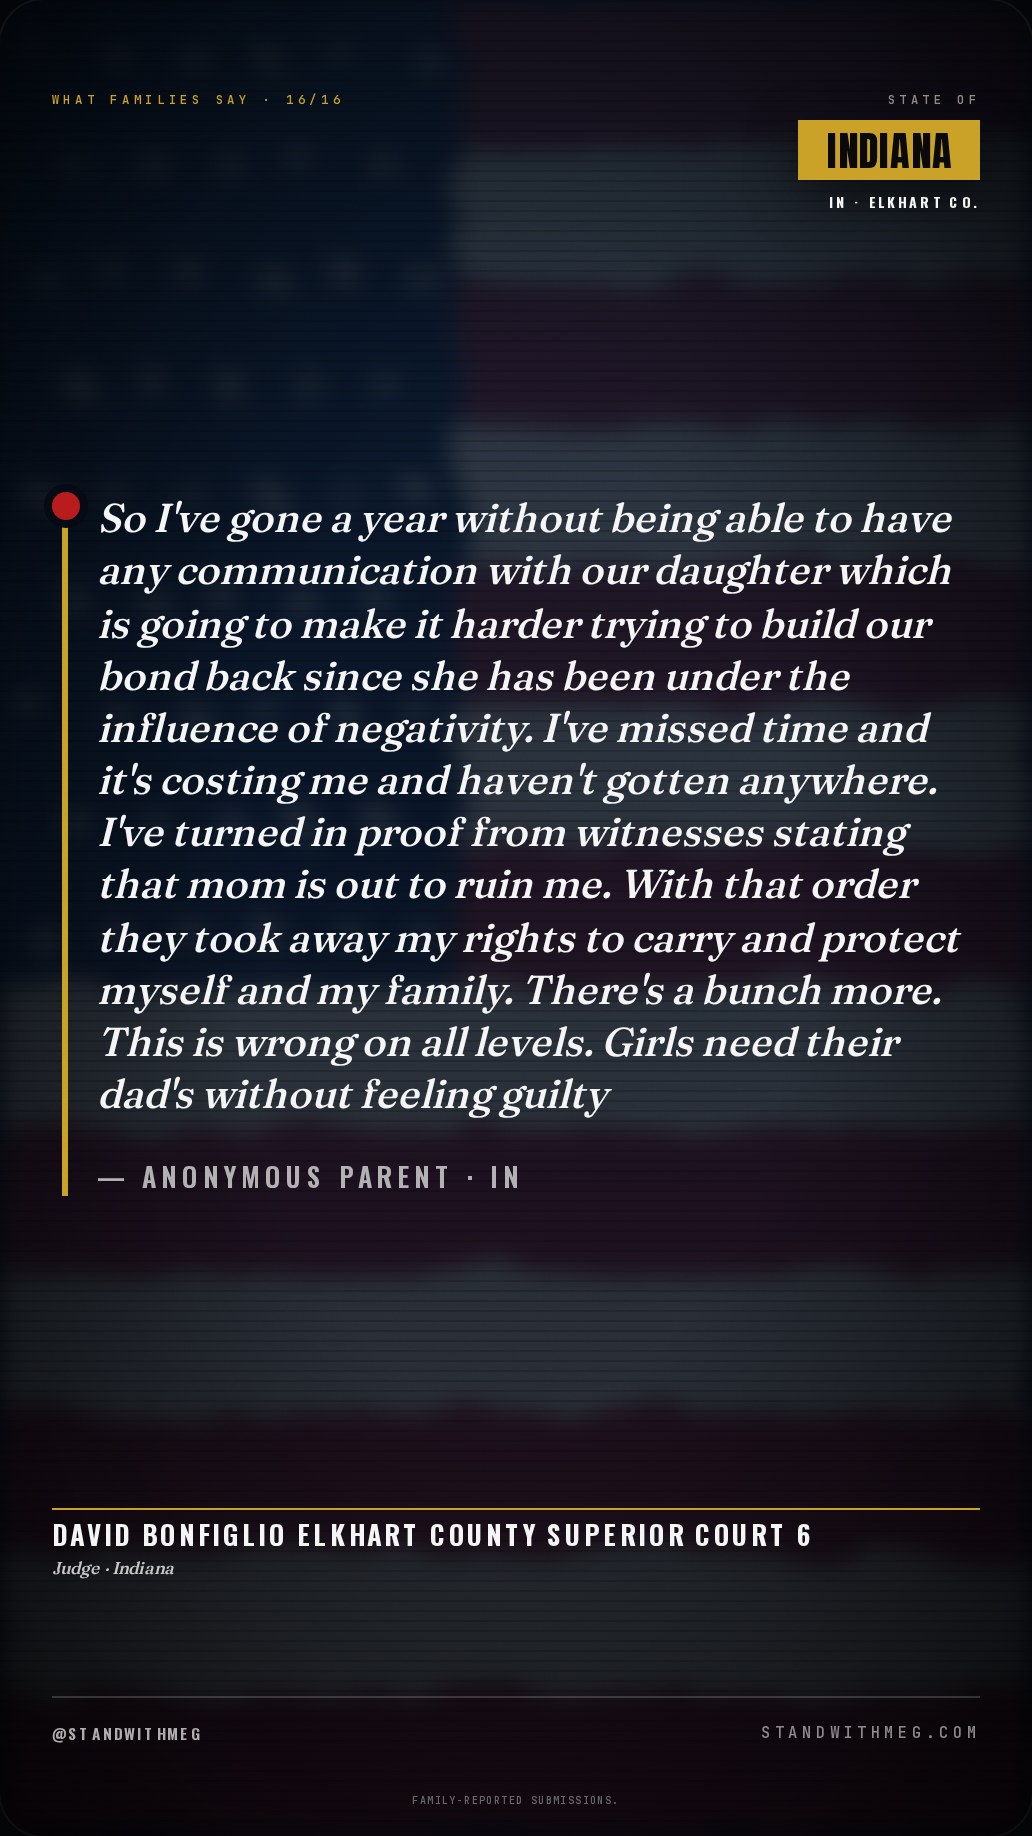 WHAT FAMILIES SAY · 16/16
STATE OF
INDIANA
IN · ELKHART CO.
So I've gone a year without being able to have
any communication with our daughter which
is going to make it harder trying to build our
bond back since she has been under the
influence of negativity. I've missed time and
it's costing me and haven't gotten anywhere.
I've turned in proof from witnesses stating
that mom is out to ruin me. With that order
they took away my rights to carry and protect
myself and my family. There's a bunch more.
This is wrong on all levels. Girls need their
dad's without feeling guilty
— ANONYMOUS PARENT · IN
DAVID BONFIGLIO ELKHART COUNTY SUPERIOR COURT 6
Judge · Indiana
@STANDWITHMEG
STANDWITHMEG.COM
FAMILY-REPORTED SUBMISSIONS.